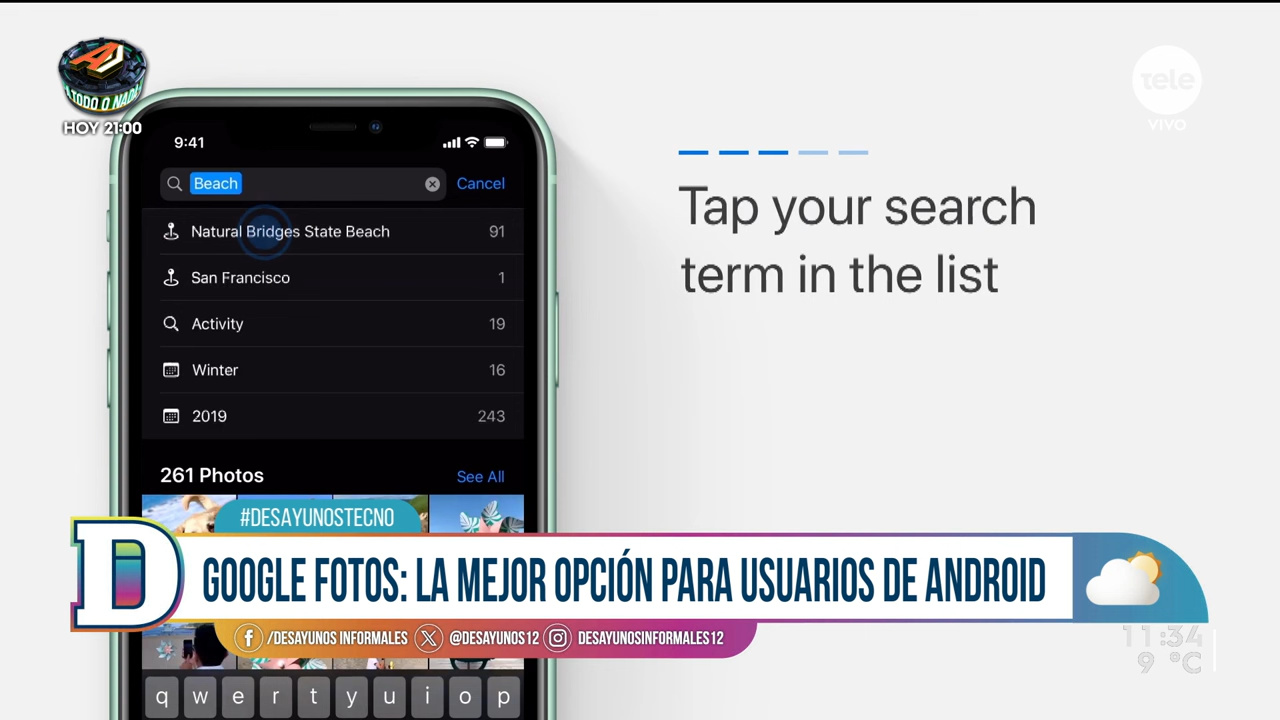 A
TODO O NADA
HOY 21:00
tele
VIVO
9:41
Beach
Cancel
Natural Bridges State Beach 91
San Francisco 1
Activity 19
Winter 16
2019 243
261 Photos
See All
Tap your search
term in the list
#DESAYUNOSTECNO
D
GOOGLE FOTOS: LA MEJOR OPCIÓN PARA USUARIOS DE ANDROID
/DESAYUNOS INFORMALES
@DESAYUNOS12
DESAYUNOSINFORMALES12
11:34
9 °C
q w e r t y u i o p